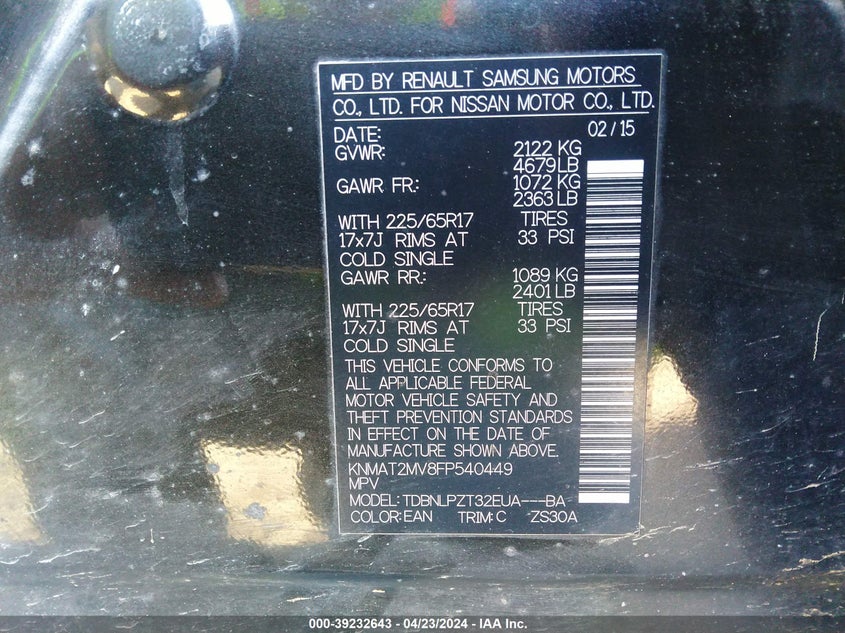 MFD BY RENAULT SAMSUNG MOTORS
CO., LTD. FOR NISSAN MOTOR CO., LTD.
DATE: 02/15
GVWR: 2122 KG
4679 LB
GAWR FR.: 1072 KG
2363 LB
WITH 225/65R17 TIRES
17x7J RIMS AT 33 PSI
COLD SINGLE
GAWR RR.: 1089 KG
2401 LB
WITH 225/65R17 TIRES
17x7J RIMS AT 33 PSI
COLD SINGLE
THIS VEHICLE CONFORMS TO
ALL APPLICABLE FEDERAL
MOTOR VEHICLE SAFETY AND
THEFT PREVENTION STANDARDS
IN EFFECT ON THE DATE OF
MANUFACTURE SHOWN ABOVE.
KNMAT2MV8FP540449
MPV
MODEL: TDBNLPZT32EUA---BA
COLOR: EAN TRIM: C ZS30A
000-39232643 - 04/23/2024 - IAA Inc.